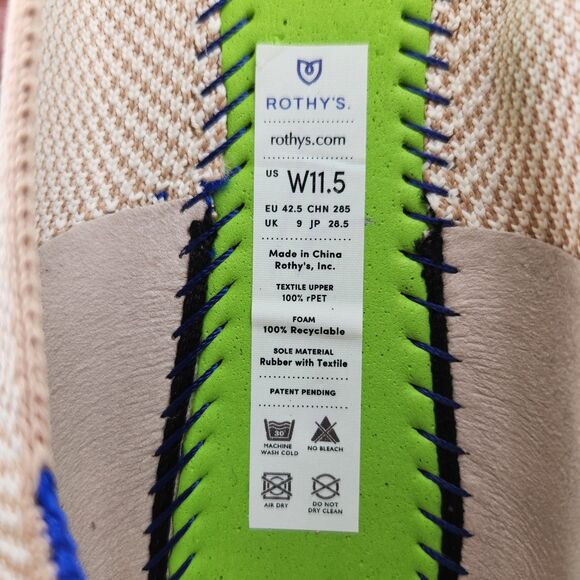 ROTHY'S.
rothys.com
US W11.5
EU 42.5 CHN 285
UK 9 JP 28.5
Made in China
Rothy's, Inc.
TEXTILE UPPER
100% rPET
FOAM
100% Recyclable
SOLE MATERIAL
Rubber with Textile
PATENT PENDING
30°
MACHINE
WASH COLD
NO BLEACH
AIR DRY
DO NOT
DRY CLEAN